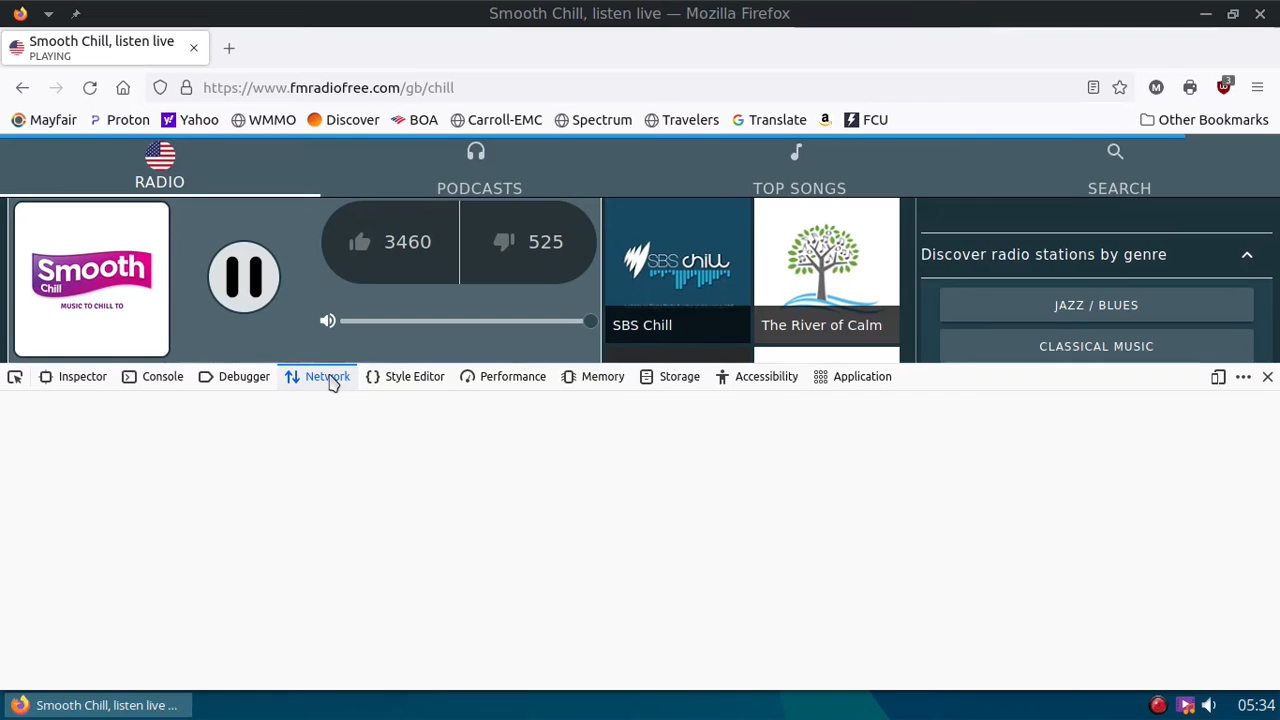 Smooth Chill, listen live — Mozilla Firefox
Smooth Chill, listen live
PLAYING
https://www.fmradiofree.com/gb/chill
M
3
Mayfair
Proton
Yahoo
WMMO
Discover
BOA
Carroll-EMC
Spectrum
Travelers
Translate
FCU
Other Bookmarks
RADIO
PODCASTS
TOP SONGS
SEARCH
Smooth
Chill
MUSIC TO CHILL TO
3460
525
SBS chill
SBS Chill
The River of Calm
Discover radio stations by genre
JAZZ / BLUES
CLASSICAL MUSIC
Inspector
Console
Debugger
Network
Style Editor
Performance
Memory
Storage
Accessibility
Application
Smooth Chill, listen live ...
05:34